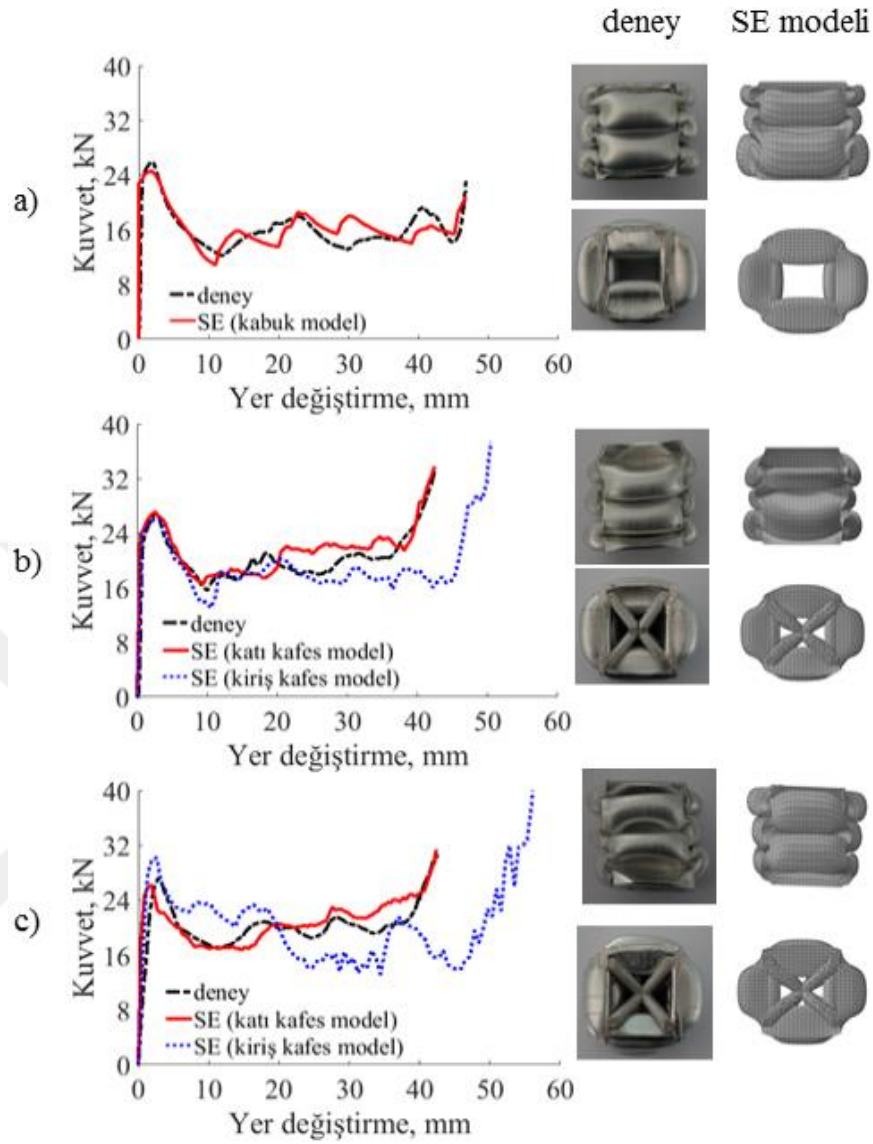 deney SE modeli
a)
Kuvvet, kN
40
32
24
16
8
0
deney
SE (kabuk model)
0 10 20 30 40 50 60
Yer değiştirme, mm
b)
Kuvvet, kN
40
32
24
16
8
0
deney
SE (katı kafes model)
SE (kiriş kafes model)
0 10 20 30 40 50 60
Yer değiştirme, mm
c)
Kuvvet, kN
40
32
24
16
8
0
deney
SE (katı kafes model)
SE (kiriş kafes model)
0 10 20 30 40 50 60
Yer değiştirme, mm